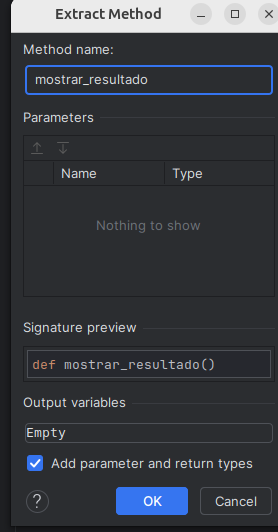 Extract Method
Method name:
mostrar_resultado
Parameters
Name Type
Nothing to show
Signature preview
def mostrar_resultado()
Output variables
Empty
Add parameter and return types
? OK Cancel